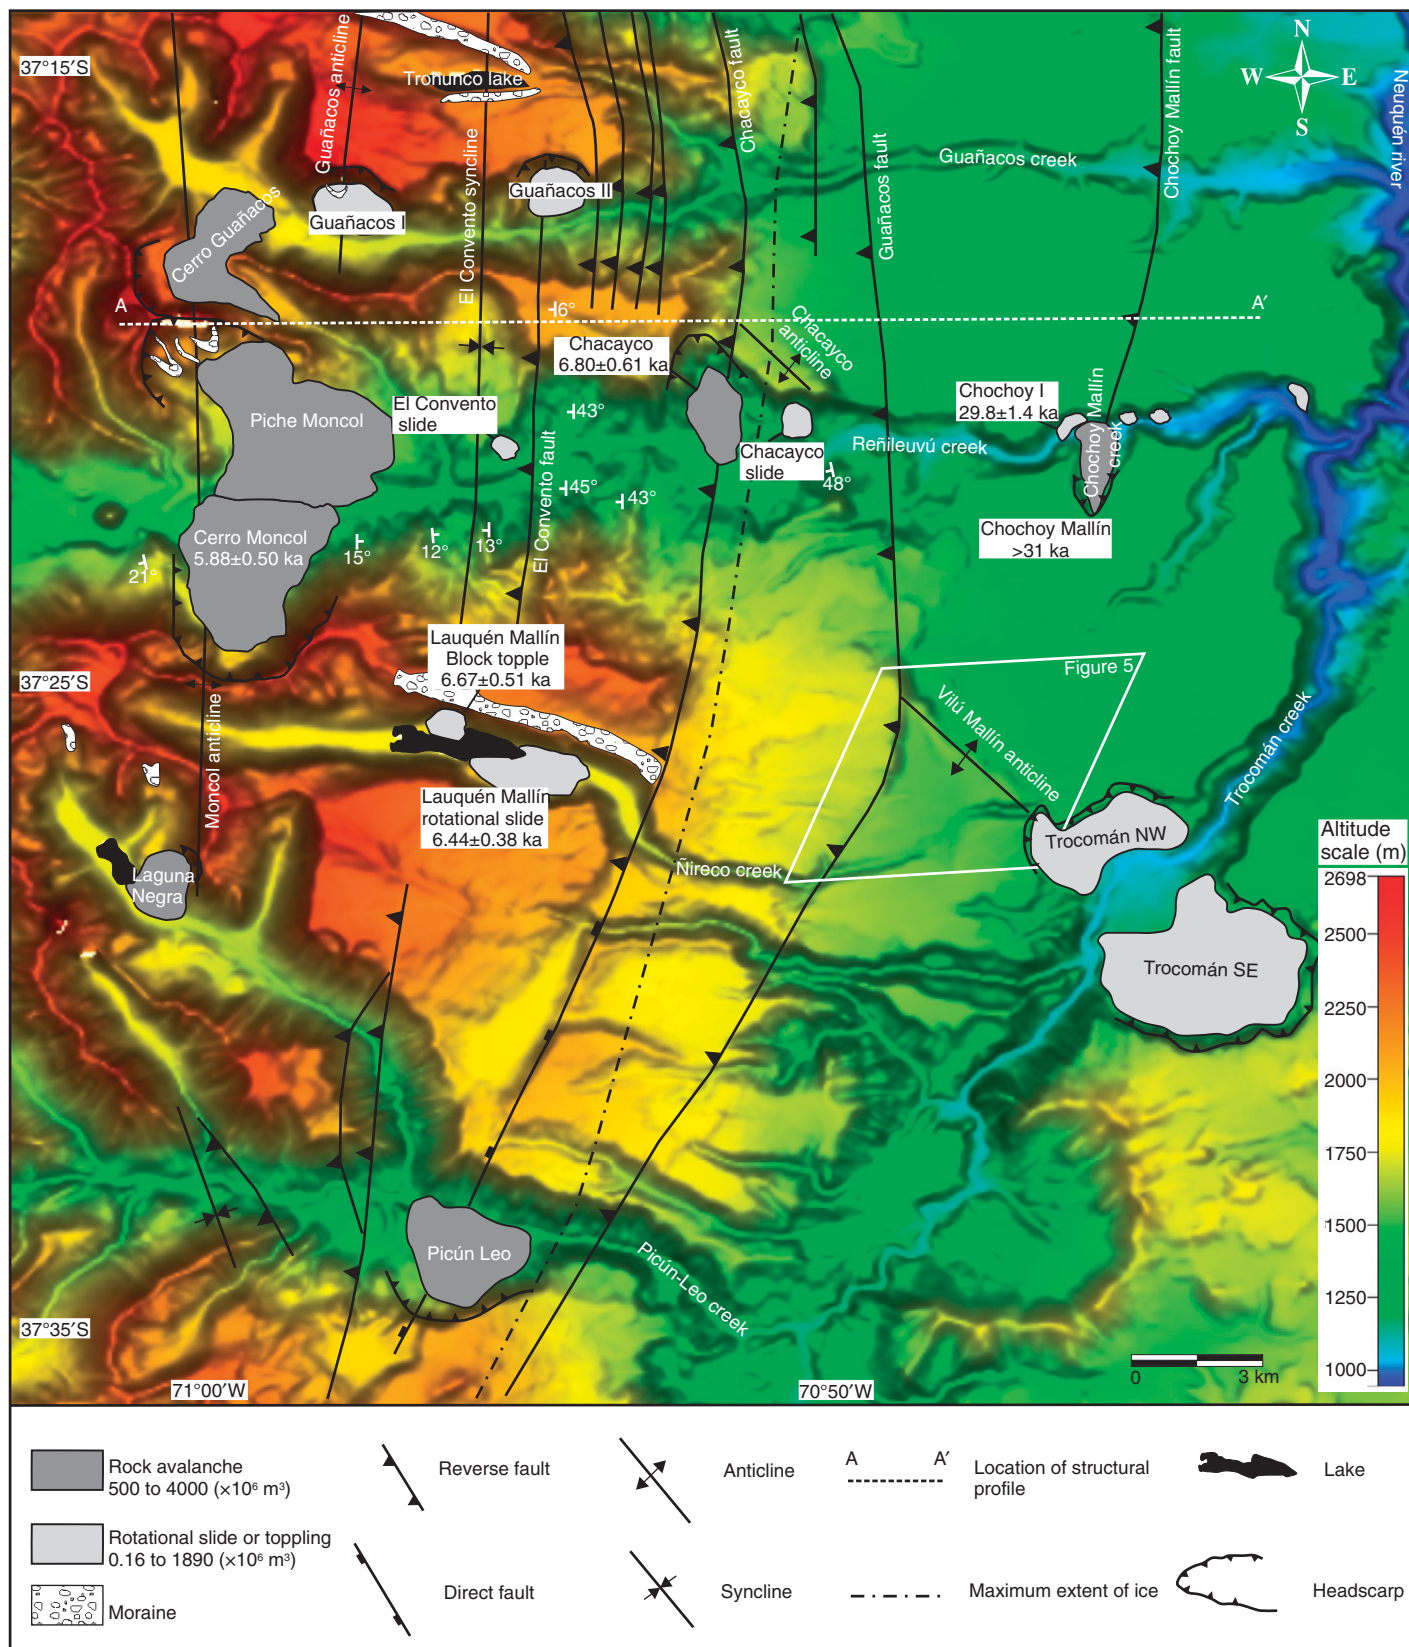 37°15′S
Guañacos anticline
Trohunco lake
El Convento syncline
Chacayco fault
Guañacos fault
Chochoy Mallín fault
N
W E
S
Neuquén river
Guañacos creek
Guañacos II
Guañacos I
Cerro Guañacos
A
A′
6°
Chacayco
6.80±0.61 ka
Chacayco
anticline
El Convento
slide
Piche Moncol
43°
Chochoy I
29.8±1.4 ka
Chochoy Mallín
creek
Reñileuvú creek
Chacayco
slide
48°
45°
43°
El Convento fault
Cerro Moncol
5.88±0.50 ka
21°
15°
12°
13°
Chochoy Mallín
>31 ka
Lauquén Mallín
Block topple
6.67±0.51 ka
37°25′S
Figure 5
Vilú Mallín anticline
Trocomán creek
Moncol anticline
Lauquén Mallín
rotational slide
6.44±0.38 ka
Trocomán NW
Ñireco creek
Laguna
Negra
Trocomán SE
Altitude
scale (m)
2698
2500
2250
2000
1750
1500
1250
1000
Picún Leo
Picún-Leo creek
37°35′S
71°00′W
70°50′W
0 3 km
Rock avalanche
500 to 4000 (×10⁶ m³)
Reverse fault
Anticline
A A′
Location of structural
profile
Lake
Rotational slide or toppling
0.16 to 1890 (×10⁶ m³)
Moraine
Direct fault
Syncline
Maximum extent of ice
Headscarp